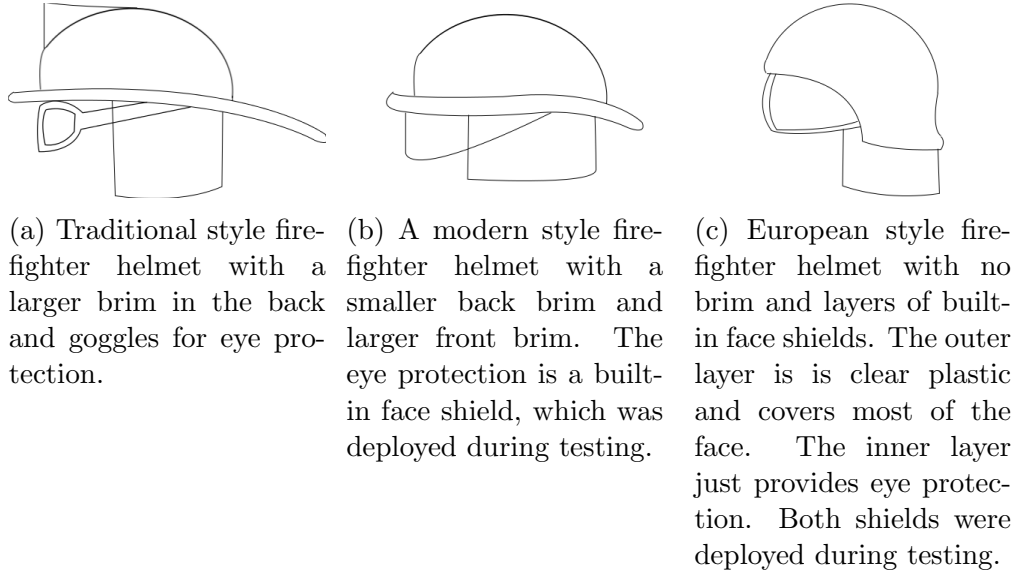 (a) Traditional style fire-
fighter helmet with a
larger brim in the back
and goggles for eye pro-
tection.
(b) A modern style fire-
fighter helmet with a
smaller back brim and
larger front brim. The
eye protection is a built-
in face shield, which was
deployed during testing.
(c) European style fire-
fighter helmet with no
brim and layers of built-
in face shields. The outer
layer is is clear plastic
and covers most of the
face. The inner layer
just provides eye protec-
tion. Both shields were
deployed during testing.